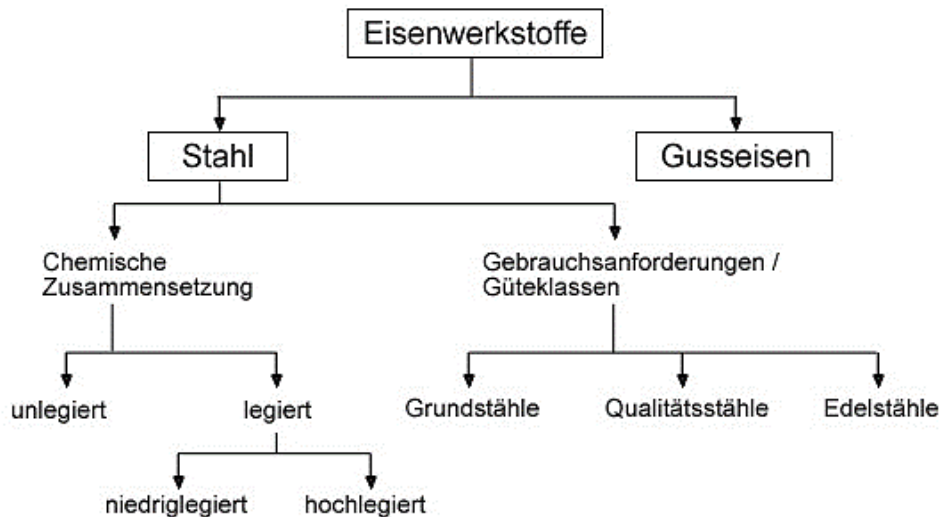 Eisenwerkstoffe
Stahl
Gusseisen
Chemische
Zusammensetzung
Gebrauchsanforderungen /
Güteklassen
unlegiert
legiert
Grundstähle
Qualitätsstähle
Edelstähle
niedriglegiert
hochlegiert